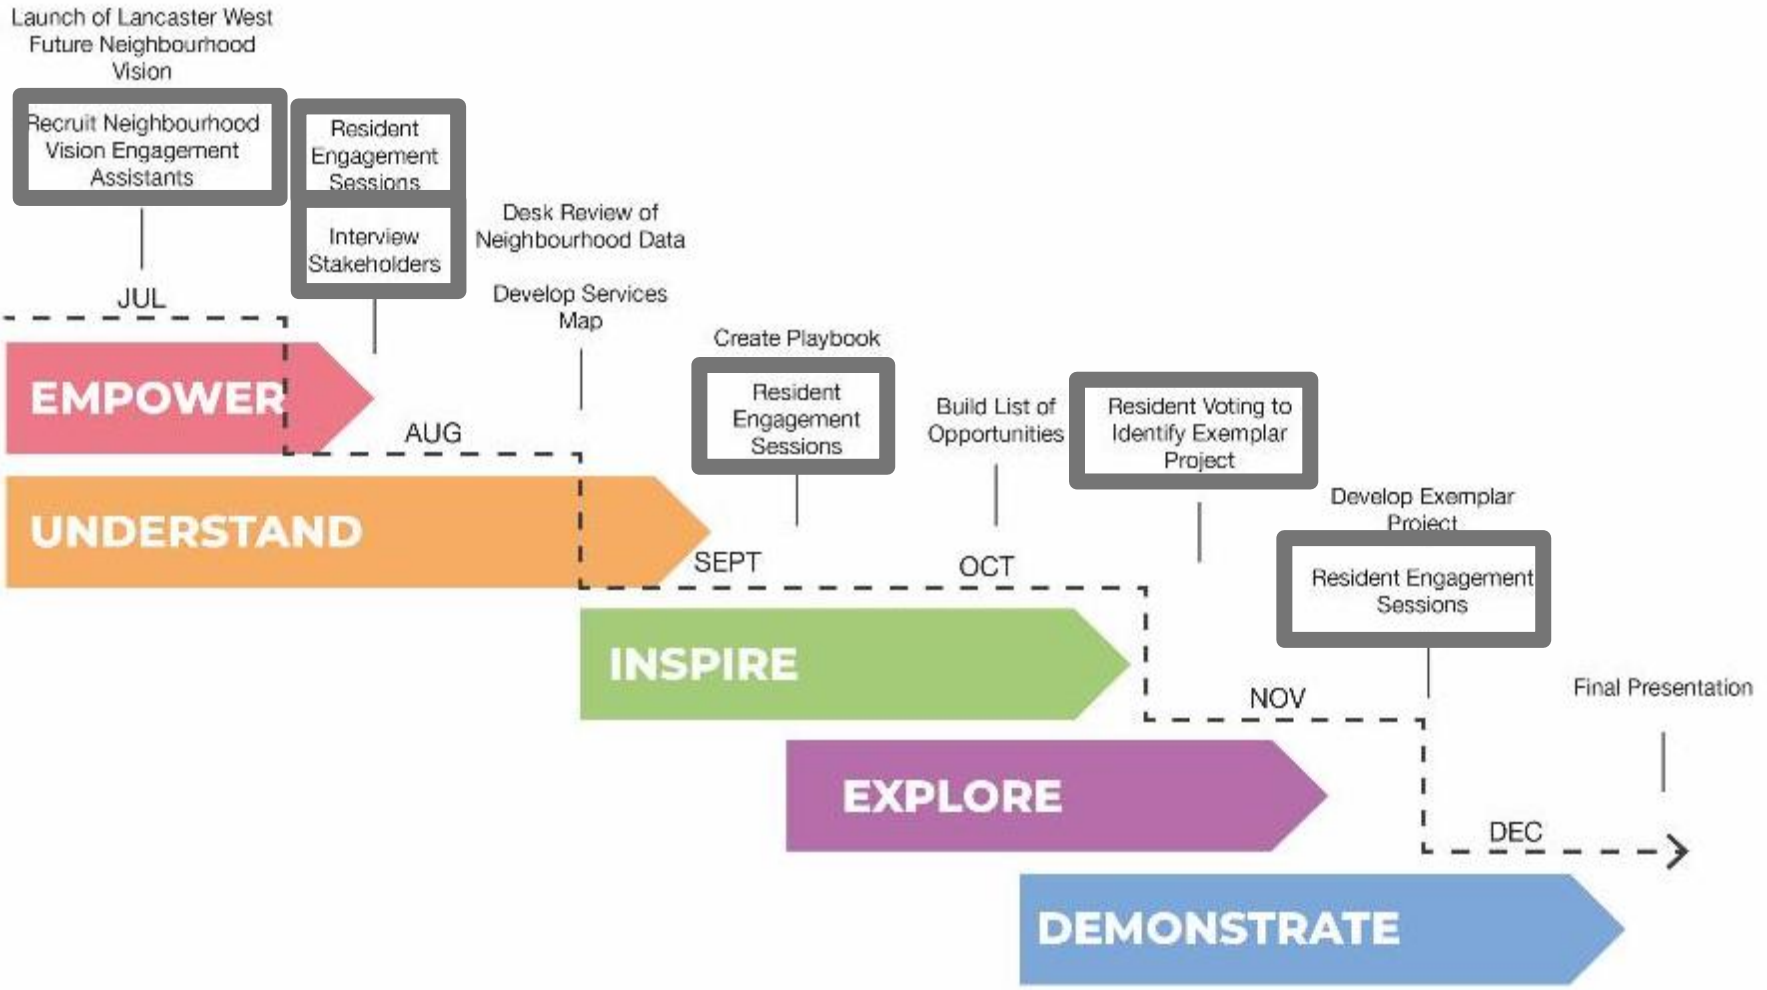 Launch of Lancaster West
Future Neighbourhood
Vision
Recruit Neighbourhood
Vision Engagement
Assistants
Resident
Engagement
Sessions
Interview
Stakeholders
Desk Review of
Neighbourhood Data
Develop Services
Map
JUL
Create Playbook
Resident
Engagement
Sessions
Build List of
Opportunities
Resident Voting to
Identify Exemplar
Project
EMPOWER
AUG
Develop Exemplar
Project
Resident Engagement
Sessions
UNDERSTAND
SEPT
OCT
INSPIRE
NOV
Final Presentation
EXPLORE
DEC
DEMONSTRATE